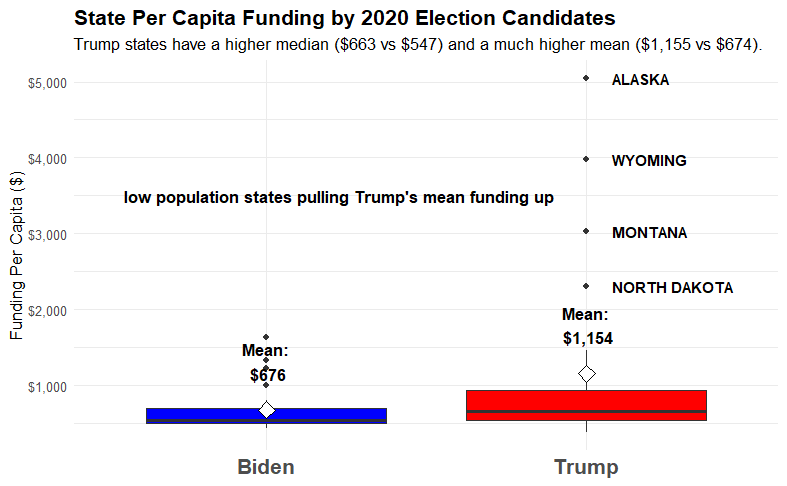 State Per Capita Funding by 2020 Election Candidates
Trump states have a higher median ($663 vs $547) and a much higher mean ($1,155 vs $674).
Funding Per Capita ($)
$5,000
$4,000
$3,000
$2,000
$1,000
ALASKA
WYOMING
low population states pulling Trump's mean funding up
MONTANA
NORTH DAKOTA
Mean:
$1,154
Mean:
$676
Biden
Trump